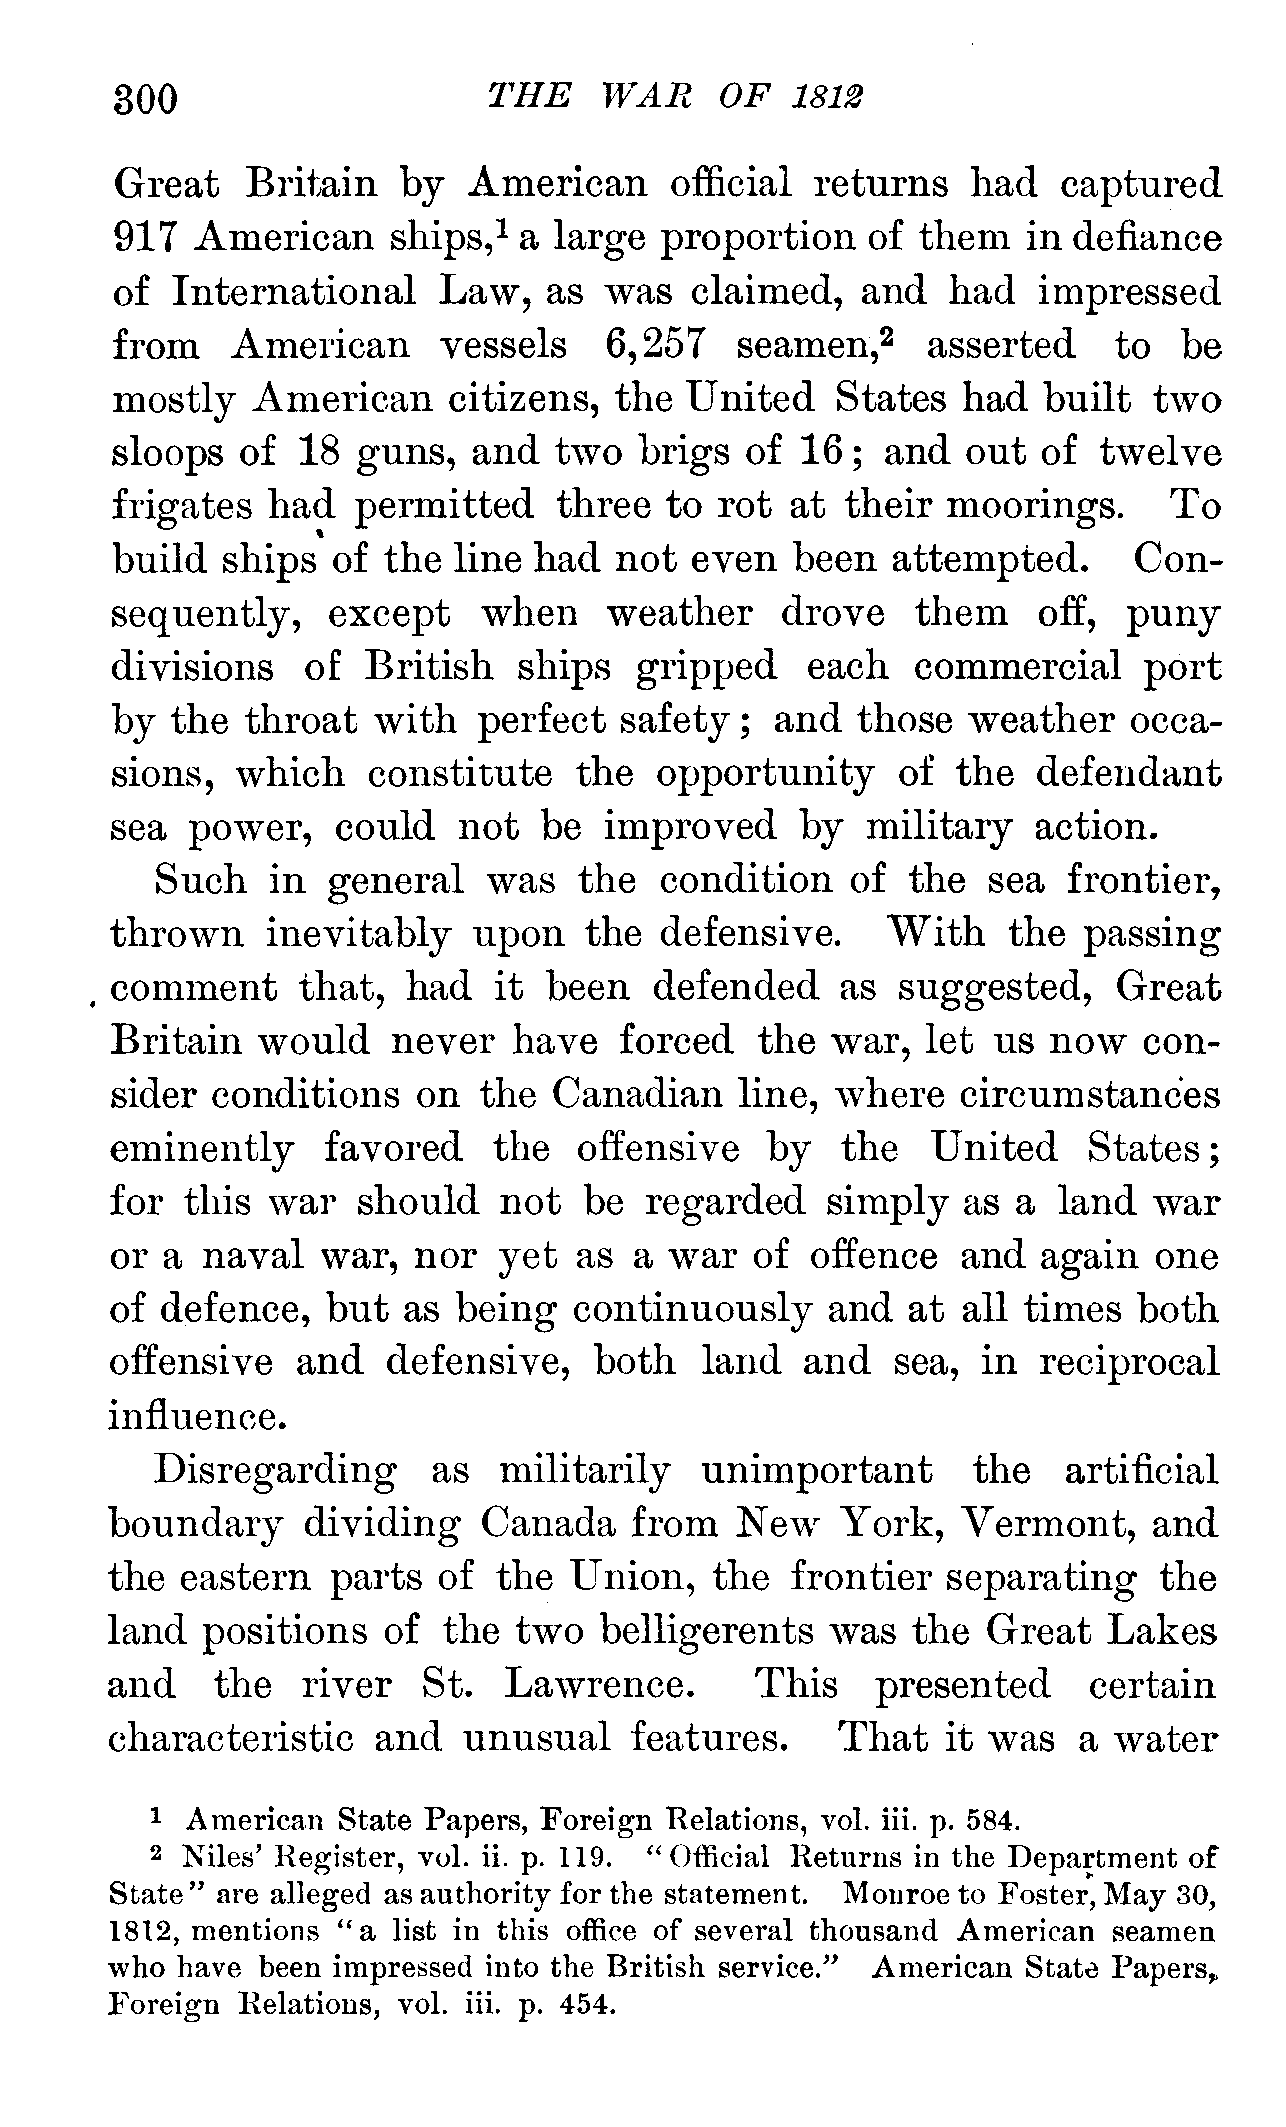 300 THE WAR OF 1812
Great Britain by American official returns had captured
917 American ships,¹ a large proportion of them in defiance
of International Law, as was claimed, and had impressed
from American vessels 6,257 seamen,² asserted to be
mostly American citizens, the United States had built two
sloops of 18 guns, and two brigs of 16; and out of twelve
frigates had permitted three to rot at their moorings. To
build ships of the line had not even been attempted. Con-
sequently, except when weather drove them off, puny
divisions of British ships gripped each commercial port
by the throat with perfect safety; and those weather occa-
sions, which constitute the opportunity of the defendant
sea power, could not be improved by military action.
Such in general was the condition of the sea frontier,
thrown inevitably upon the defensive. With the passing
comment that, had it been defended as suggested, Great
Britain would never have forced the war, let us now con-
sider conditions on the Canadian line, where circumstances
eminently favored the offensive by the United States;
for this war should not be regarded simply as a land war
or a naval war, nor yet as a war of offence and again one
of defence, but as being continuously and at all times both
offensive and defensive, both land and sea, in reciprocal
influence.
Disregarding as militarily unimportant the artificial
boundary dividing Canada from New York, Vermont, and
the eastern parts of the Union, the frontier separating the
land positions of the two belligerents was the Great Lakes
and the river St. Lawrence. This presented certain
characteristic and unusual features. That it was a water
¹ American State Papers, Foreign Relations, vol. iii. p. 584.
² Niles' Register, vol. ii. p. 119. "Official Returns in the Department of
State" are alleged as authority for the statement. Monroe to Foster, May 30,
1812, mentions "a list in this office of several thousand American seamen
who have been impressed into the British service." American State Papers,
Foreign Relations, vol. iii. p. 454.